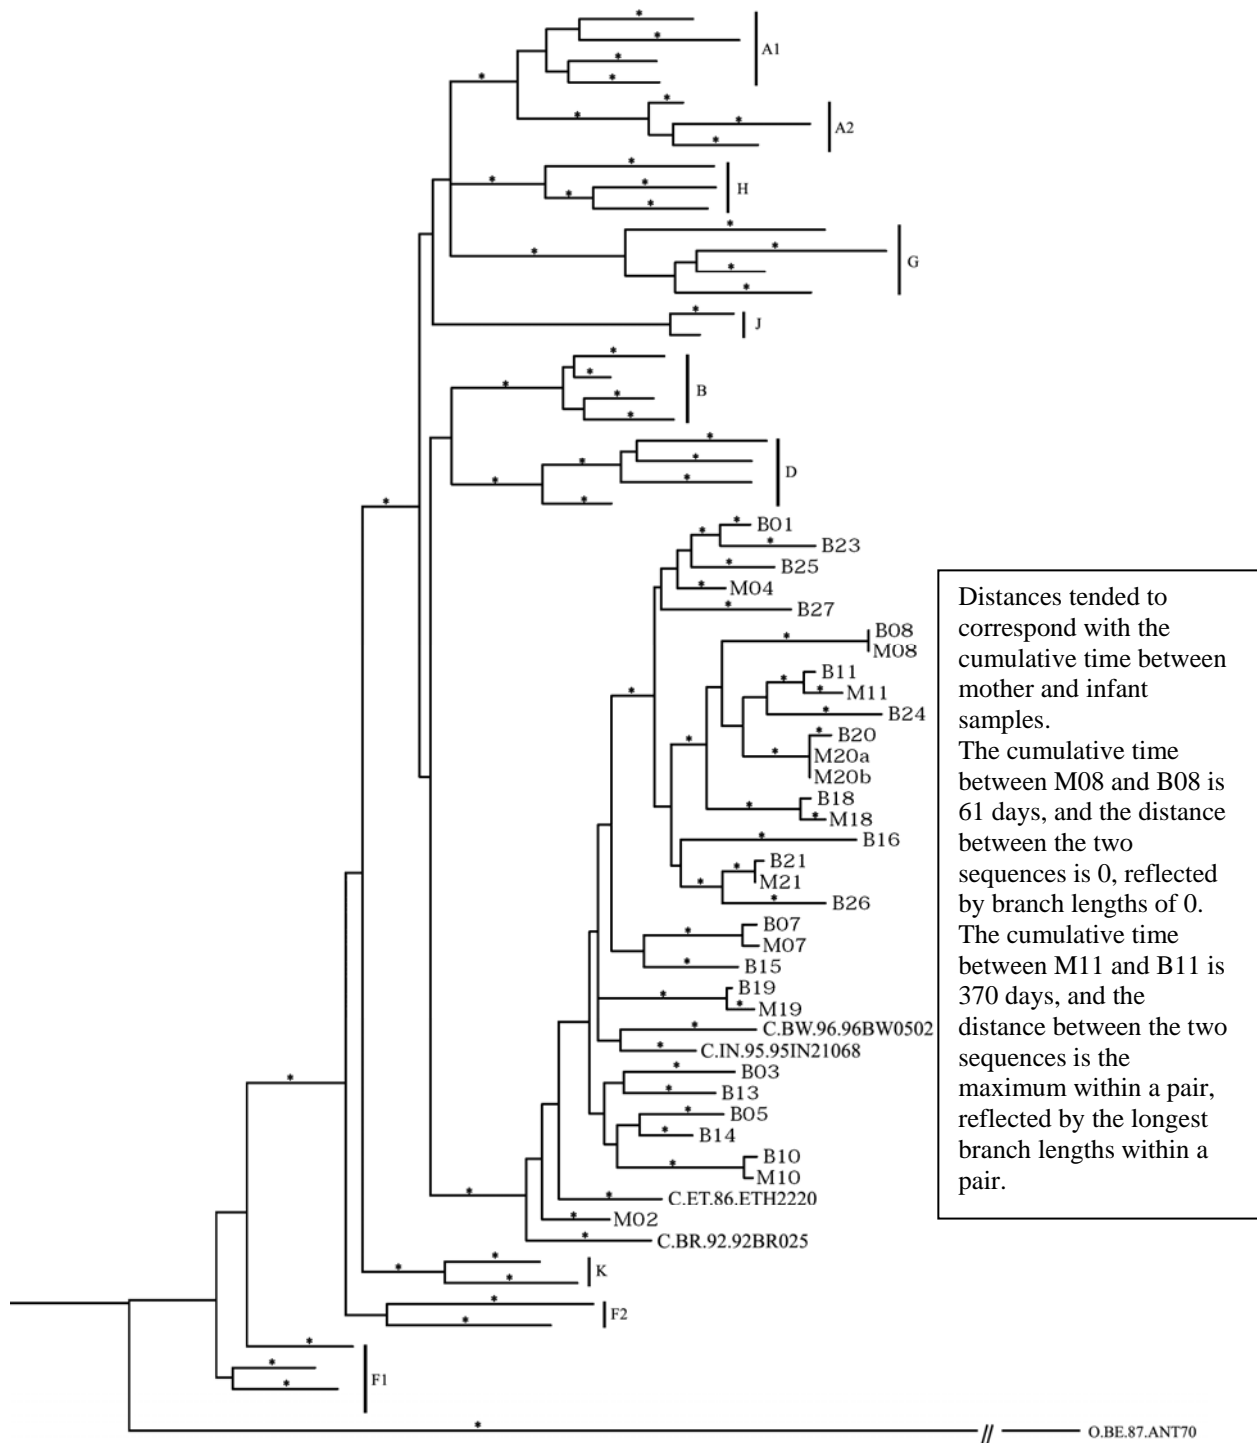 A1
A2
H
G
J
B
D
B01
B23
B25
M04
B27
B08
M08
B11
M11
B24
B20
M20a
M20b
B18
M18
B16
B21
M21
B26
B07
M07
B15
B19
M19
C.BW.96.96BW0502
C.IN.95.95IN21068
B03
B13
B05
B14
B10
M10
C.ET.86.ETH2220
M02
C.BR.92.92BR025
K
F2
F1
O.BE.87.ANT70
Distances tended to
correspond with the
cumulative time between
mother and infant
samples.
The cumulative time
between M08 and B08 is
61 days, and the distance
between the two
sequences is 0, reflected
by branch lengths of 0.
The cumulative time
between M11 and B11 is
370 days, and the
distance between the two
sequences is the
maximum within a pair,
reflected by the longest
branch lengths within a
pair.